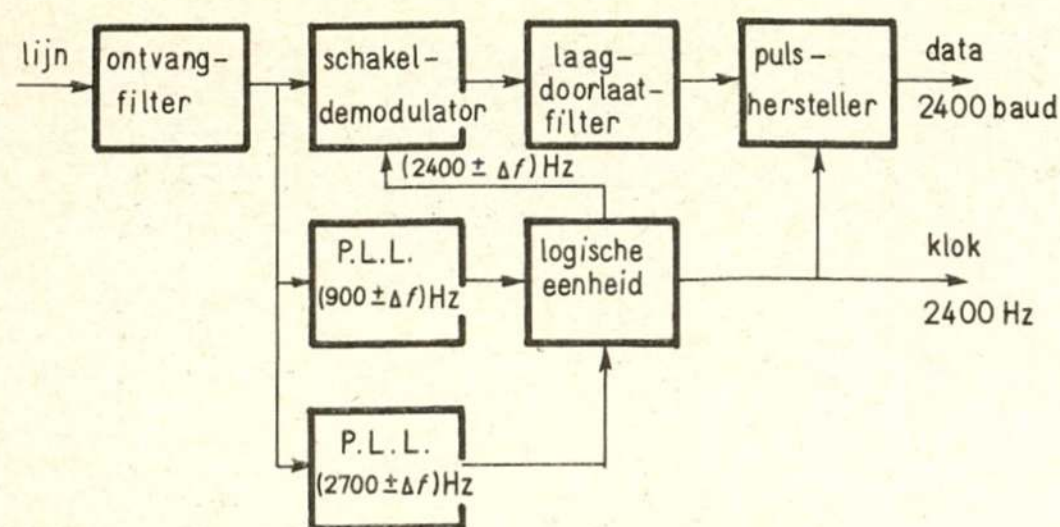 lijn
ontvang-
filter
schakel-
demodulator
laag-
doorlaat-
filter
puls-
hersteller
data
2400 baud
(2400 ± Δf) Hz
P.L.L.
(900 ± Δf) Hz
logische
eenheid
klok
2400 Hz
P.L.L.
(2700 ± Δf) Hz